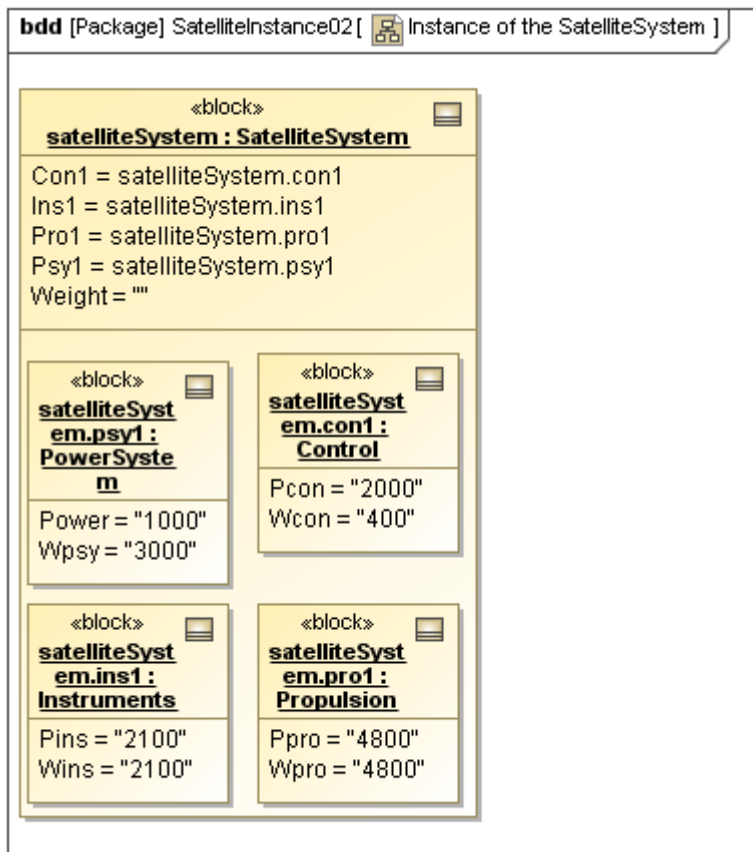 bdd [Package] SatelliteInstance02 [ Instance of the SatelliteSystem ]
«block»
satelliteSystem : SatelliteSystem
Con1 = satelliteSystem.con1
Ins1 = satelliteSystem.ins1
Pro1 = satelliteSystem.pro1
Psy1 = satelliteSystem.psy1
Weight = ""
«block»
satelliteSyst
em.psy1 :
PowerSyste
m
Power = "1000"
Wpsy = "3000"
«block»
satelliteSyst
em.con1 :
Control
Pcon = "2000"
Wcon = "400"
«block»
satelliteSyst
em.ins1 :
Instruments
Pins = "2100"
Wins = "2100"
«block»
satelliteSyst
em.pro1 :
Propulsion
Ppro = "4800"
Wpro = "4800"